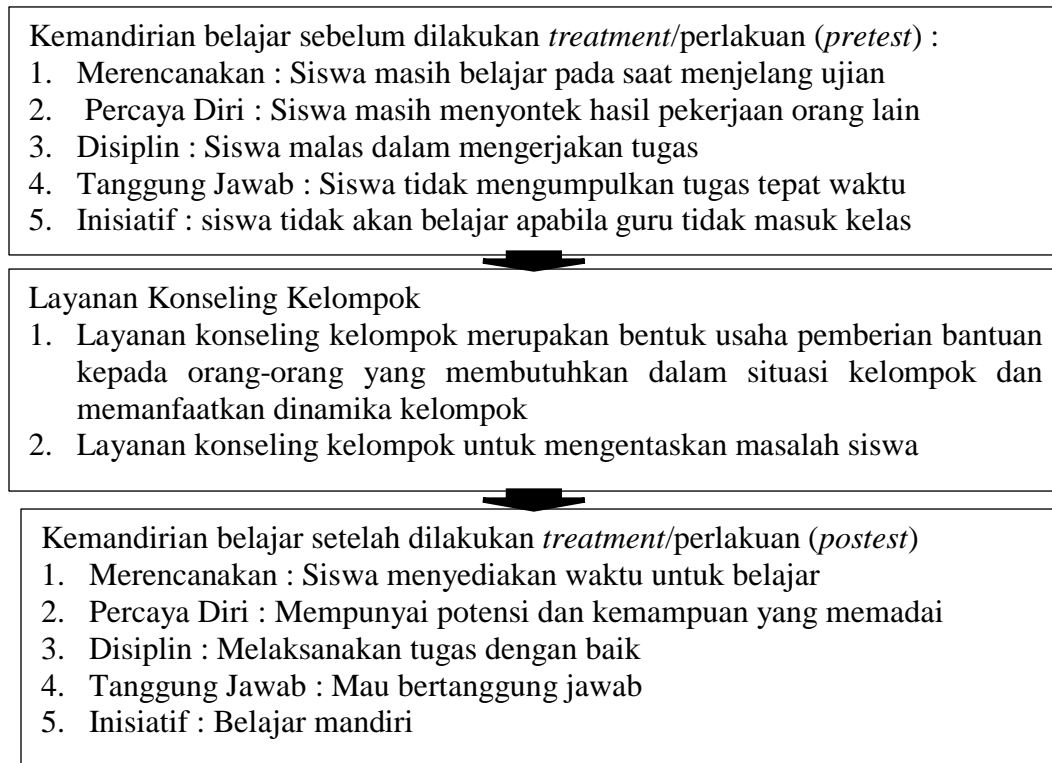 Kemandirian belajar sebelum dilakukan treatment/perlakuan (pretest) :
1. Merencanakan : Siswa masih belajar pada saat menjelang ujian
2. Percaya Diri : Siswa masih menyontek hasil pekerjaan orang lain
3. Disiplin : Siswa malas dalam mengerjakan tugas
4. Tanggung Jawab : Siswa tidak mengumpulkan tugas tepat waktu
5. Inisiatif : siswa tidak akan belajar apabila guru tidak masuk kelas
Layanan Konseling Kelompok
1. Layanan konseling kelompok merupakan bentuk usaha pemberian bantuan
kepada orang-orang yang membutuhkan dalam situasi kelompok dan
memanfaatkan dinamika kelompok
2. Layanan konseling kelompok untuk mengentaskan masalah siswa
Kemandirian belajar setelah dilakukan treatment/perlakuan (postest)
1. Merencanakan : Siswa menyediakan waktu untuk belajar
2. Percaya Diri : Mempunyai potensi dan kemampuan yang memadai
3. Disiplin : Melaksanakan tugas dengan baik
4. Tanggung Jawab : Mau bertanggung jawab
5. Inisiatif : Belajar mandiri